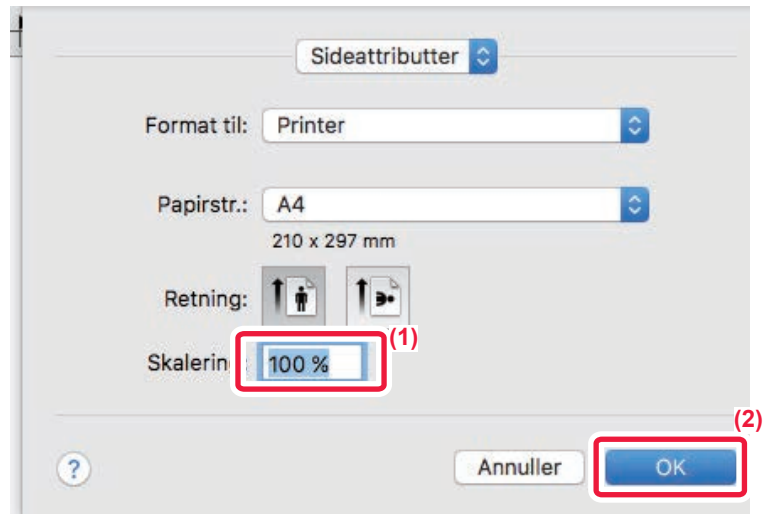 Sideattributter
Format til: Printer
Papirstr.: A4
210 x 297 mm
Retning:
(1)
Skalering: 100 %
(2)
? Annuller OK